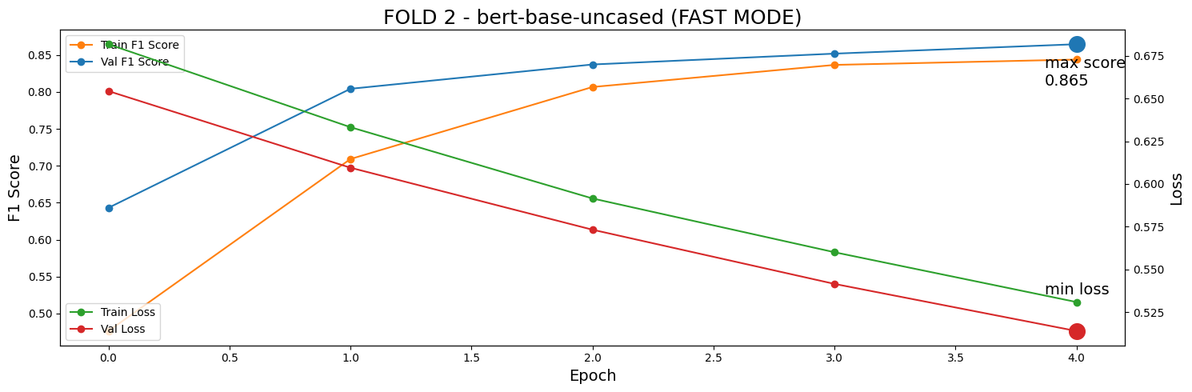 FOLD 2 - bert-base-uncased (FAST MODE)
Train F1 Score
Val F1 Score
max score
0.865
min loss
Train Loss
Val Loss
0.85
0.80
0.75
0.70
0.65
0.60
0.55
0.50
F1 Score
0.675
0.650
0.625
0.600
0.575
0.550
0.525
Loss
0.0 0.5 1.0 1.5 2.0 2.5 3.0 3.5 4.0
Epoch